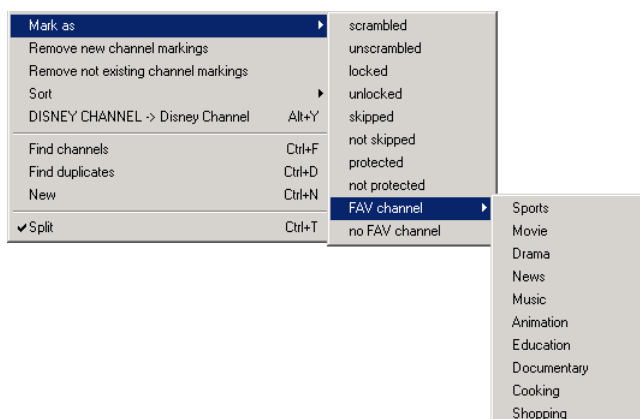 Mark as
Remove new channel markings
Remove not existing channel markings
Sort
DISNEY CHANNEL -> Disney Channel Alt+Y
Find channels Ctrl+F
Find duplicates Ctrl+D
New Ctrl+N
Split Ctrl+T
scrambled
unscrambled
locked
unlocked
skipped
not skipped
protected
not protected
FAV channel
no FAV channel
Sports
Movie
Drama
News
Music
Animation
Education
Documentary
Cooking
Shopping